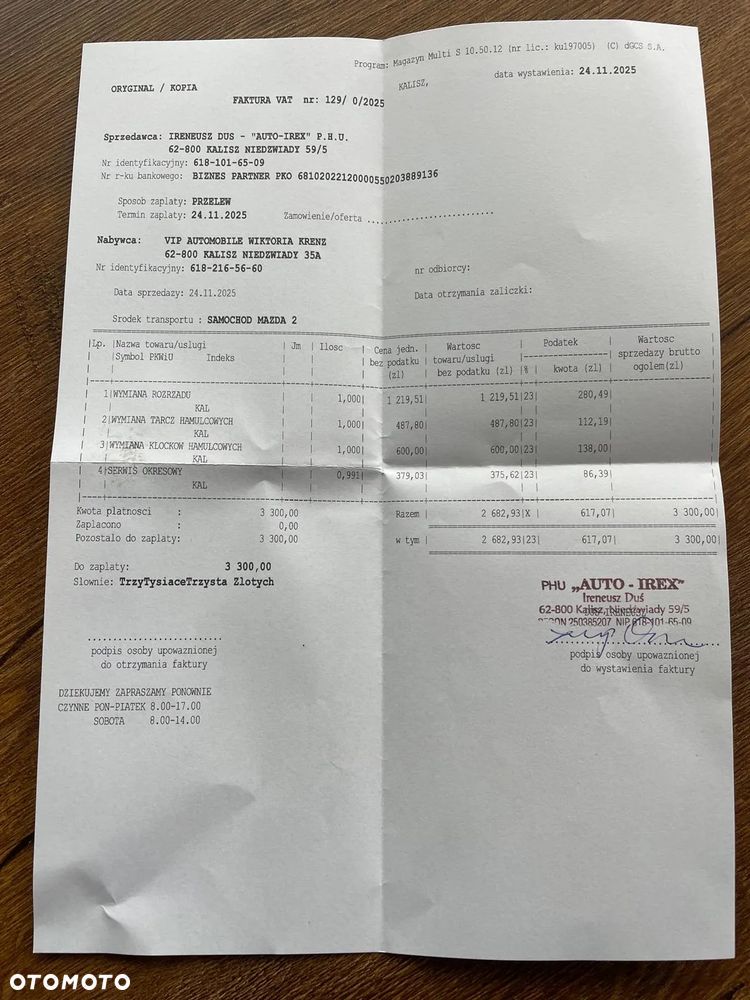 Program: Magazyn Multi S 10.50.12 (nr lic.: kul97005) (C) dGCS S.A.
ORYGINAL / KOPIA
KALISZ,
data wystawienia: 24.11.2025
FAKTURA VAT nr: 129/ 0/2025
Sprzedawca: IRENEUSZ DUS - "AUTO-IREX" P.H.U.
62-800 KALISZ NIEDZWIADY 59/5
Nr identyfikacyjny: 618-101-65-09
Nr r-ku bankowego: BIZNES PARTNER PKO 68102022120000550203889136
Sposob zaplaty: PRZELEW
Termin zaplaty: 24.11.2025 Zamowienie/oferta ..........................
Nabywca: VIP AUTOMOBILE WIKTORIA KRENZ
62-800 KALISZ NIEDZWIADY 35A
Nr identyfikacyjny: 618-216-56-60
nr odbiorcy:
Data sprzedazy: 24.11.2025
Data otrzymania zaliczki:
Srodek transportu : SAMOCHOD MAZDA 2
|Lp. |Nazwa towaru/uslugi | Jm | Ilosc | Cena jedn. | Wartosc | Podatek | Wartosc
|Symbol PKWiU Indeks | | | bez podatku | towaru/uslugi |---------------| sprzedazy brutto
| | | (zl) | bez podatku (zl) |% | kwota (zl) | ogolem(zl)
1|WYMIANA ROZRZADU | | 1,000| 1 219,51| 1 219,51|23| 280,49|
KAL
2|WYMIANA TARCZ HAMULCOWYCH | | 1,000| 487,80| 487,80|23| 112,19|
KAL
3|WYMIANA KLOCKOW HAMULCOWYCH | | 1,000| 600,00| 600,00|23| 138,00|
KAL
4|SERWIS OKRESOWY | | 0,991| 379,03| 375,62|23| 86,39|
KAL
Kwota platnosci : 3 300,00
Razem | 2 682,93|X | 617,07| 3 300,00|
Zaplacono : 0,00
Pozostalo do zaplaty: 3 300,00
w tym | 2 682,93|23| 617,07| 3 300,00|
Do zaplaty: 3 300,00
Slownie: TrzyTysiaceTrzysta Zlotych
PHU „AUTO - IREX"
Ireneusz Duś
62-800 Kalisz, Niedźwiady 59/5
DUS IRENEUSZ
REGON 250385207 NIP 618-101-65-09
..........................
podpis osoby upowaznionej
do otrzymania faktury
podpis osoby upowaznionej
do wystawienia faktury
DZIEKUJEMY ZAPRASZAMY PONOWNIE
CZYNNE PON-PIATEK 8.00-17.00
SOBOTA 8.00-14.00
OTOMOTO